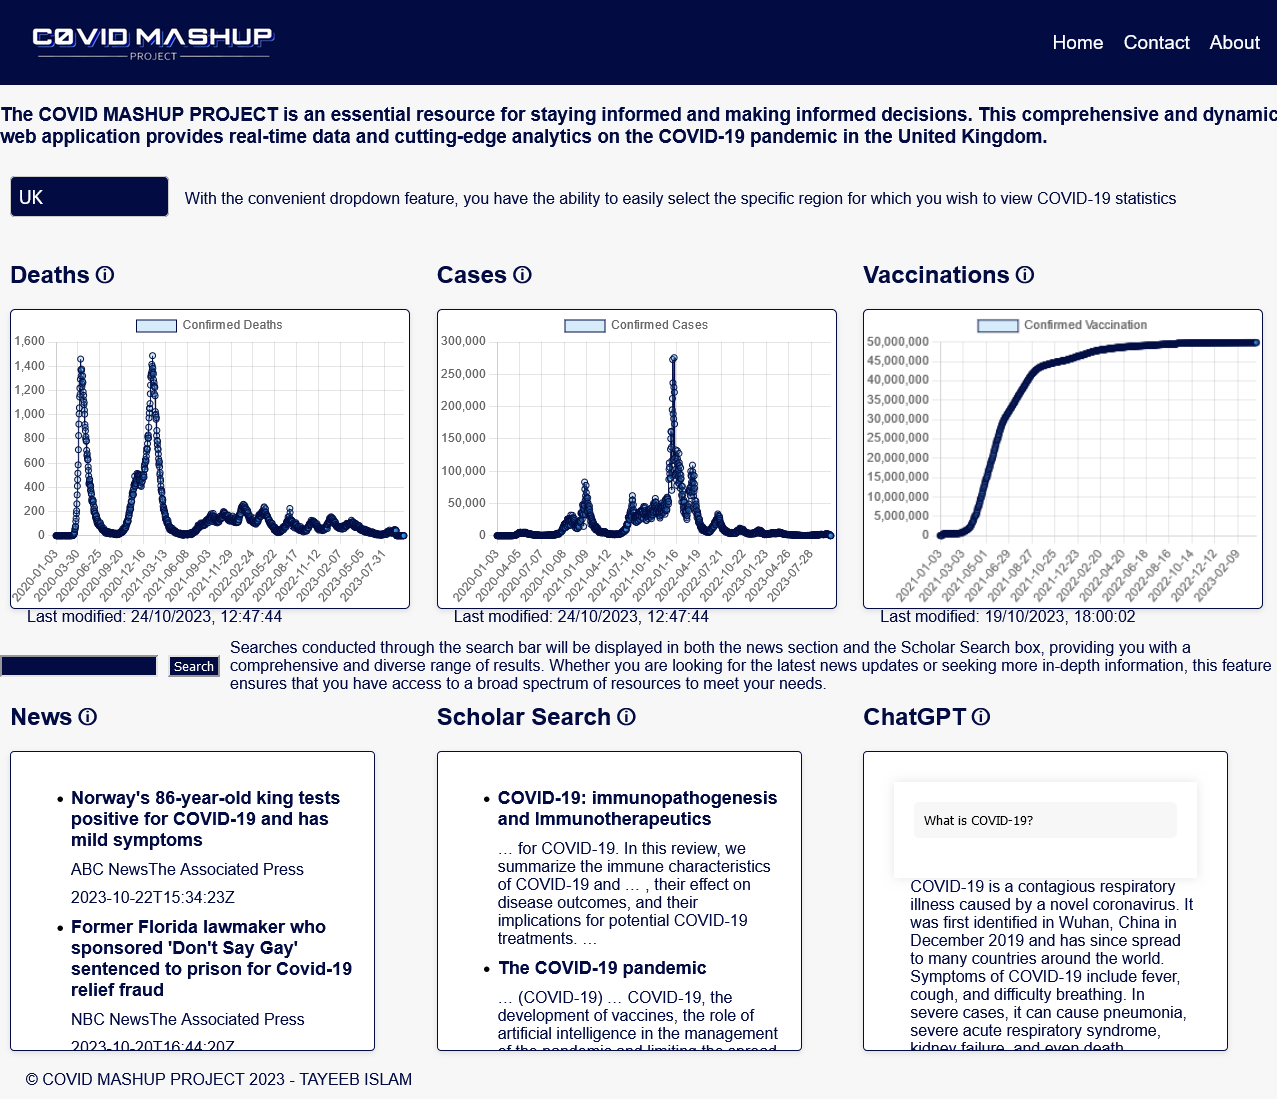 COVID MASHUP
PROJECT
Home Contact About
The COVID MASHUP PROJECT is an essential resource for staying informed and making informed decisions. This comprehensive and dynamic
web application provides real-time data and cutting-edge analytics on the COVID-19 pandemic in the United Kingdom.
UK
With the convenient dropdown feature, you have the ability to easily select the specific region for which you wish to view COVID-19 statistics
Deaths ⓘ
Confirmed Deaths
1,600
1,400
1,200
1,000
800
600
400
200
0
2020-01-03
2020-03-30
2020-06-25
2020-09-20
2020-12-16
2021-03-13
2021-06-08
2021-09-03
2021-11-29
2022-02-24
2022-05-22
2022-08-17
2022-11-12
2023-02-07
2023-05-05
2023-07-31
Last modified: 24/10/2023, 12:47:44
Cases ⓘ
Confirmed Cases
300,000
250,000
200,000
150,000
100,000
50,000
0
2020-01-03
2020-04-05
2020-07-07
2020-10-08
2021-01-09
2021-04-12
2021-07-14
2021-10-15
2022-01-16
2022-04-19
2022-07-21
2022-10-22
2023-01-23
2023-04-26
2023-07-28
Last modified: 24/10/2023, 12:47:44
Vaccinations ⓘ
Confirmed Vaccination
50,000,000
45,000,000
40,000,000
35,000,000
30,000,000
25,000,000
20,000,000
15,000,000
10,000,000
5,000,000
0
2021-01-03
2021-03-03
2021-05-01
2021-06-29
2021-08-27
2021-10-25
2021-12-23
2022-02-20
2022-04-20
2022-06-18
2022-08-16
2022-10-14
2022-12-12
2023-02-09
Last modified: 19/10/2023, 18:00:02
Search
Searches conducted through the search bar will be displayed in both the news section and the Scholar Search box, providing you with a
comprehensive and diverse range of results. Whether you are looking for the latest news updates or seeking more in-depth information, this feature
ensures that you have access to a broad spectrum of resources to meet your needs.
News ⓘ
• Norway's 86-year-old king tests
positive for COVID-19 and has
mild symptoms
ABC NewsThe Associated Press
2023-10-22T15:34:23Z
• Former Florida lawmaker who
sponsored 'Don't Say Gay'
sentenced to prison for Covid-19
relief fraud
NBC NewsThe Associated Press
2023-10-20T16:44:20Z
Scholar Search ⓘ
• COVID-19: immunopathogenesis
and Immunotherapeutics
… for COVID-19. In this review, we
summarize the immune characteristics
of COVID-19 and … , their effect on
disease outcomes, and their
implications for potential COVID-19
treatments. …
• The COVID-19 pandemic
… (COVID-19) … COVID-19, the
development of vaccines, the role of
artificial intelligence in the management
of the pandemic and limiting the spread
ChatGPT ⓘ
What is COVID-19?
COVID-19 is a contagious respiratory
illness caused by a novel coronavirus. It
was first identified in Wuhan, China in
December 2019 and has since spread
to many countries around the world.
Symptoms of COVID-19 include fever,
cough, and difficulty breathing. In
severe cases, it can cause pneumonia,
severe acute respiratory syndrome,
kidney failure, and even death.
© COVID MASHUP PROJECT 2023 - TAYEEB ISLAM